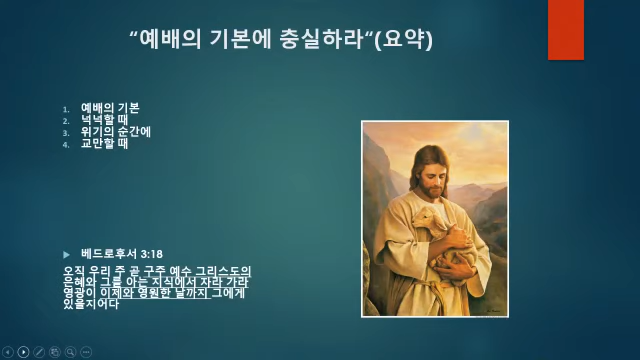 “예배의 기본에 충실하라“(요약)
1. 예배의 기본
2. 넉넉할 때
3. 위기의 순간에
4. 교만할 때
베드로후서 3:18
오직 우리 주 곧 구주 예수 그리스도의
은혜와 그를 아는 지식에서 자라 가라
영광이 이제와 영원한 날까지 그에게
있을지어다